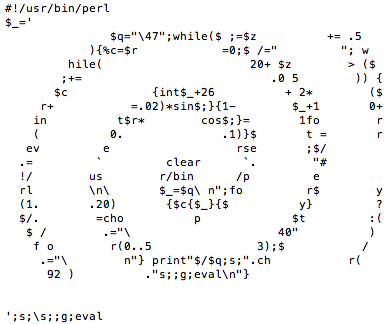 #!/usr/bin/perl
$_='
$q="\47";while($ ;=$z += .5
){%c=$r =0;$ /=" "; w
hile( 20+ $z > ($
;+= .0 5 )) {
$c {int$_+26 + 2* ($
r+ =.02)*sin$;}{1- $_+1 0+
in t$r* cos$;}= 1fo r
( 0. .1)}$ t = r
ev e rse ;$/
.= ` clear `. "#
!/ us r/bin /p e
rl \n\ $_=$q\ n";fo r$ y
(1. .20) {$c{$_}{$ y} ?
$/. =cho p $t :(
$ / .="\ 40" )
f o r(0..5 3);$ /
.="\ n"} print"$/$q;s;".ch r(
92 ) ."s;;g;eval\n"}
';s;\s;;g;eval